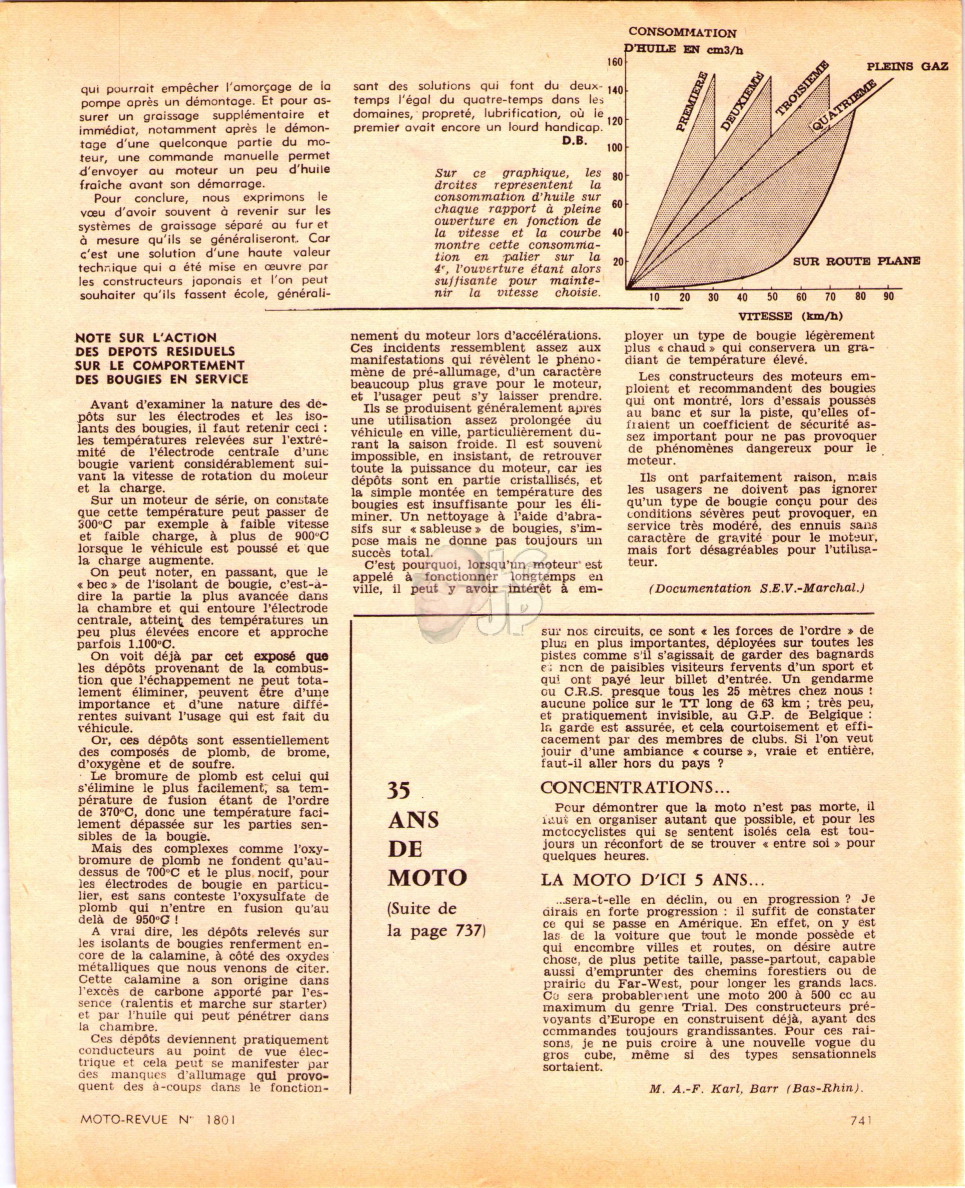 qui pourrait empêcher l'amorçage de la
pompe après un démontage. Et pour as-
surer un graissage supplémentaire et
immédiat, notamment après le démon-
tage d'une quelconque partie du mo-
teur, une commande manuelle permet
d'envoyer au moteur un peu d'huile
fraîche avant son démarrage.
Pour conclure, nous exprimons le
vœu d'avoir souvent à revenir sur les
systèmes de graissage séparé au fur et
à mesure qu'ils se généraliseront. Car
c'est une solution d'une haute valeur
technique qui a été mise en œuvre par
les constructeurs japonais et l'on peut
souhaiter qu'ils fassent école, générali-
sant des solutions qui font du deux-
temps l'égal du quatre-temps dans les
domaines, propreté, lubrification, où le
premier avait encore un lourd handicap.
D.B.
Sur ce graphique, les
droites représentent la
consommation d'huile sur
chaque rapport à pleine
ouverture en fonction de
la vitesse et la courbe
montre cette consomma-
tion en palier sur la
4e, l'ouverture étant alors
suffisante pour mainte-
nir la vitesse choisie.
CONSOMMATION
D'HUILE EN cm3/h
160
140
120
100
80
60
40
20
PREMIERE
DEUXIEME
TROISIEME
QUATRIEME
PLEINS GAZ
SUR ROUTE PLANE
10 20 30 40 50 60 70 80 90
VITESSE (km/h)
NOTE SUR L'ACTION
DES DEPOTS RESIDUELS
SUR LE COMPORTEMENT
DES BOUGIES EN SERVICE
Avant d'examiner la nature des dé-
pôts sur les électrodes et les iso-
lants des bougies, il faut retenir ceci :
les températures relevées sur l'extré-
mité de l'électrode centrale d'une
bougie varient considérablement sui-
vant la vitesse de rotation du moteur
et la charge.
Sur un moteur de série, on constate
que cette température peut passer de
300°C par exemple à faible vitesse
et faible charge, à plus de 900°C
lorsque le véhicule est poussé et que
la charge augmente.
On peut noter, en passant, que le
« bec » de l'isolant de bougie, c'est-à-
dire la partie la plus avancée dans
la chambre et qui entoure l'électrode
centrale, atteint des températures un
peu plus élevées encore et approche
parfois 1.100°C.
On voit déjà par cet exposé que
les dépôts provenant de la combus-
tion que l'échappement ne peut tota-
lement éliminer, peuvent être d'une
importance et d'une nature diffé-
rentes suivant l'usage qui est fait du
véhicule.
Or, ces dépôts sont essentiellement
des composés de plomb, de brome,
d'oxygène et de soufre.
Le bromure de plomb est celui qui
s'élimine le plus facilement, sa tem-
pérature de fusion étant de l'ordre
de 370°C, donc une température faci-
lement dépassée sur les parties sen-
sibles de la bougie.
Mais des complexes comme l'oxy-
bromure de plomb ne fondent qu'au-
dessus de 700°C et le plus nocif, pour
les électrodes de bougie en particu-
lier, est sans conteste l'oxysulfate de
plomb qui n'entre en fusion qu'au
delà de 950°C !
A vrai dire, les dépôts relevés sur
les isolants de bougies renferment en-
core de la calamine, à côté des oxydes
métalliques que nous venons de citer.
Cette calamine a son origine dans
l'excès de carbone apporté par l'es-
sence (ralentis et marche sur starter)
et par l'huile qui peut pénétrer dans
la chambre.
Ces dépôts deviennent pratiquement
conducteurs au point de vue élec-
trique et cela peut se manifester par
des manques d'allumage qui provo-
quent des à-coups dans le fonction-
nement du moteur lors d'accélérations.
Ces incidents ressemblent assez aux
manifestations qui révèlent le phéno-
mène de pré-allumage, d'un caractère
beaucoup plus grave pour le moteur,
et l'usager peut s'y laisser prendre.
Ils se produisent généralement après
une utilisation assez prolongée du
véhicule en ville, particulièrement du-
rant la saison froide. Il est souvent
impossible, en insistant, de retrouver
toute la puissance du moteur, car les
dépôts sont en partie cristallisés, et
la simple montée en température des
bougies est insuffisante pour les éli-
miner. Un nettoyage à l'aide d'abra-
sifs sur « sableuse » de bougies, s'im-
pose mais ne donne pas toujours un
succès total.
C'est pourquoi, lorsqu'un moteur est
appelé à fonctionner longtemps en
ville, il peut y avoir intérêt à em-
ployer un type de bougie légèrement
plus « chaud » qui conservera un gra-
diant de température élevé.
Les constructeurs des moteurs em-
ploient et recommandent des bougies
qui ont montré, lors d'essais poussés
au banc et sur la piste, qu'elles of-
fraient un coefficient de sécurité as-
sez important pour ne pas provoquer
de phénomènes dangereux pour le
moteur.
Ils ont parfaitement raison, mais
les usagers ne doivent pas ignorer
qu'un type de bougie conçu pour des
conditions sévères peut provoquer, en
service très modéré, des ennuis sans
caractère de gravité pour le moteur,
mais fort désagréables pour l'utilisa-
teur.
(Documentation S.E.V.-Marchal.)
JP
35
ANS
DE
MOTO
(Suite de
la page 737)
sur nos circuits, ce sont « les forces de l'ordre » de
plus en plus importantes, déployées sur toutes les
pistes comme s'il s'agissait de garder des bagnards
et non de paisibles visiteurs fervents d'un sport et
qui ont payé leur billet d'entrée. Un gendarme
ou C.R.S. presque tous les 25 mètres chez nous !
aucune police sur le TT long de 63 km ; très peu,
et pratiquement invisible, au G.P. de Belgique :
la garde est assurée, et cela courtoisement et effi-
cacement par des membres de clubs. Si l'on veut
jouir d'une ambiance « course », vraie et entière,
faut-il aller hors du pays ?
CONCENTRATIONS...
Pour démontrer que la moto n'est pas morte, il
faut en organiser autant que possible, et pour les
motocyclistes qui se sentent isolés cela est tou-
jours un réconfort de se trouver « entre soi » pour
quelques heures.
LA MOTO D'ICI 5 ANS...
...sera-t-elle en déclin, ou en progression ? Je
dirais en forte progression : il suffit de constater
ce qui se passe en Amérique. En effet, on y est
las de la voiture que tout le monde possède et
qui encombre villes et routes, on désire autre
chose, de plus petite taille, passe-partout, capable
aussi d'emprunter des chemins forestiers ou de
prairie du Far-West, pour longer les grands lacs.
Ce sera probablement une moto 200 à 500 cc au
maximum du genre Trial. Des constructeurs pré-
voyants d'Europe en construisent déjà, ayant des
commandes toujours grandissantes. Pour ces rai-
sons, je ne puis croire à une nouvelle vogue du
gros cube, même si des types sensationnels
sortaient.
M. A.-F. Karl, Barr (Bas-Rhin).
MOTO-REVUE N° 1801
741